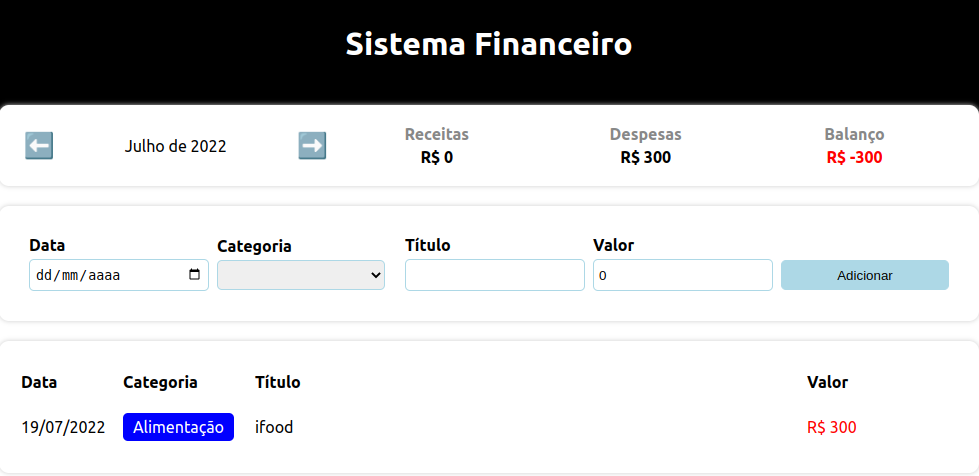 Sistema Financeiro
Julho de 2022
Receitas
R$ 0
Despesas
R$ 300
Balanço
R$ -300
Data
Categoria
Título
Valor
dd/mm/aaaa
0
Adicionar
Data Categoria Título Valor
19/07/2022 Alimentação ifood R$ 300